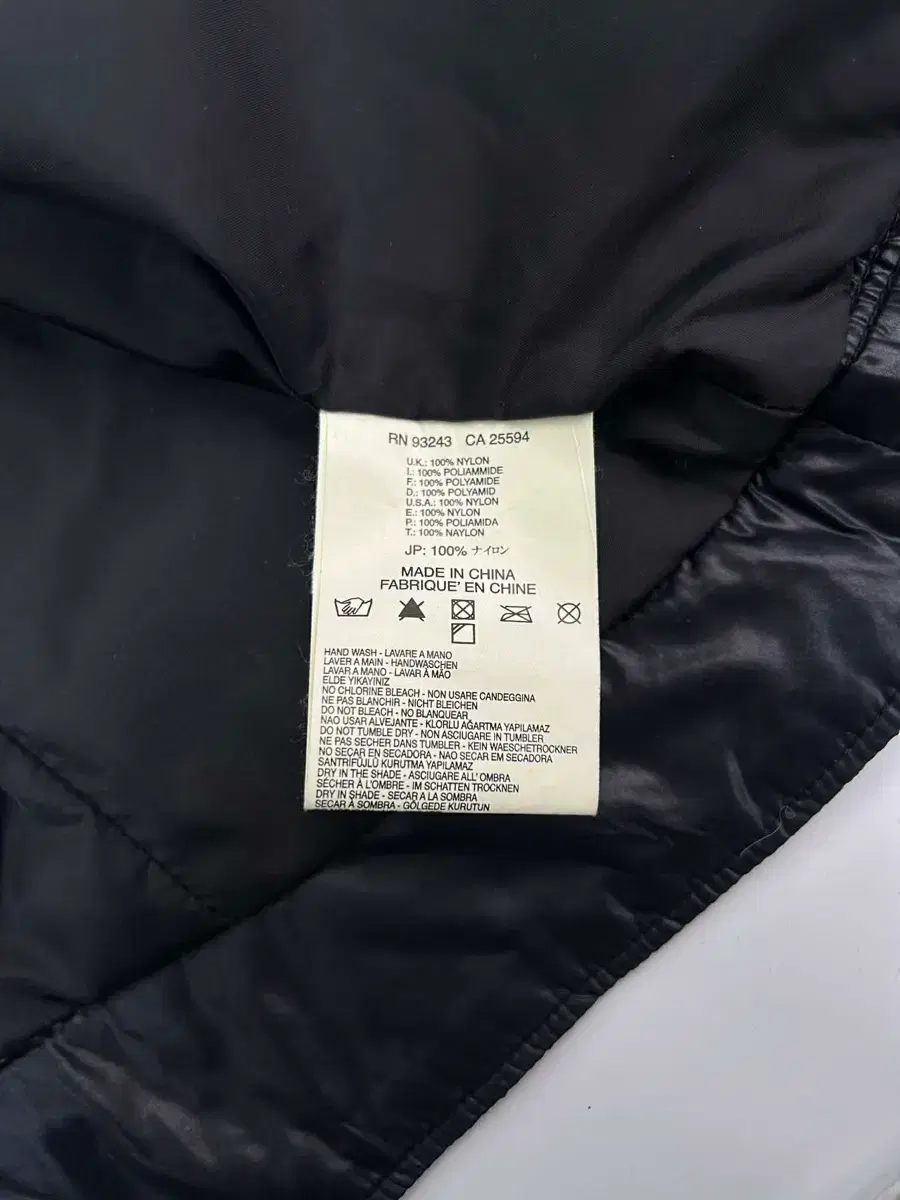 RN 93243 CA 25594
U.K.: 100% NYLON
I.: 100% POLIAMMIDE
F.: 100% POLYAMIDE
D.: 100% POLYAMID
U.S.A.: 100% NYLON
E.: 100% NYLON
P.: 100% POLIAMIDA
T.: 100% NAYLON
JP: 100% ナイロン
MADE IN CHINA
FABRIQUE' EN CHINE
HAND WASH - LAVARE A MANO
LAVER A MAIN - HANDWASCHEN
LAVAR A MANO - LAVAR À MÃO
ELDE YIKAYINIZ
NO CHLORINE BLEACH - NON USARE CANDEGGINA
NE PAS BLANCHIR - NICHT BLEICHEN
DO NOT BLEACH - NO BLANQUEAR
NAO USAR ALVEJANTE - KLORLU AĞARTMA YAPILAMAZ
DO NOT TUMBLE DRY - NON ASCIUGARE IN TUMBLER
NE PAS SECHER DANS TUMBLER - KEIN WAESCHETROCKNER
NO SECAR EN SECADORA - NAO SECAR EM SECADORA
SANTRİFÜJLÜ KURUTMA YAPILAMAZ
DRY IN THE SHADE - ASCIUGARE ALL' OMBRA
SÈCHER À L'OMBRE - IM SCHATTEN TROCKNEN
DRY IN SHADE - SECAR A LA SOMBRA
SECAR À SOMBRA - GÖLGEDE KURUTUN